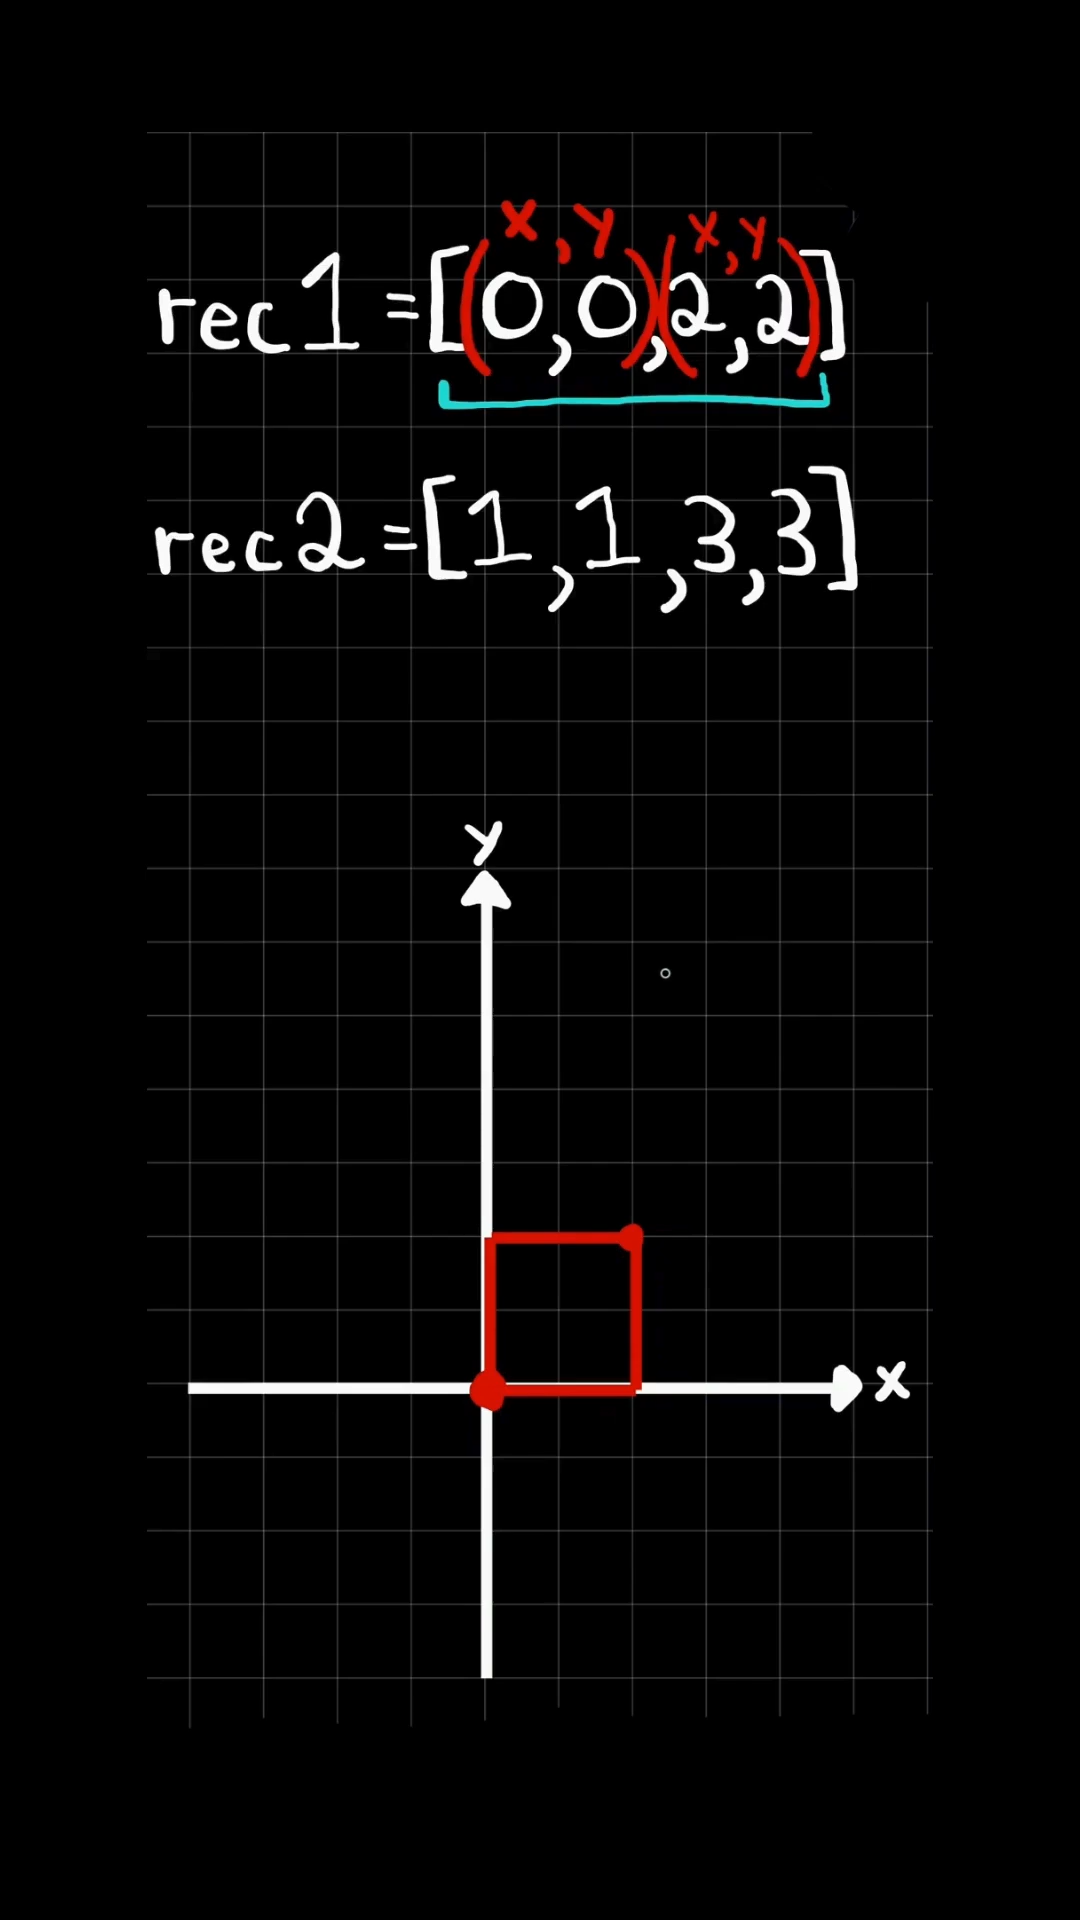 x,y x,y
rec1=[(0,0),(2,2)]
rec2=[1,1,3,3]
y
x